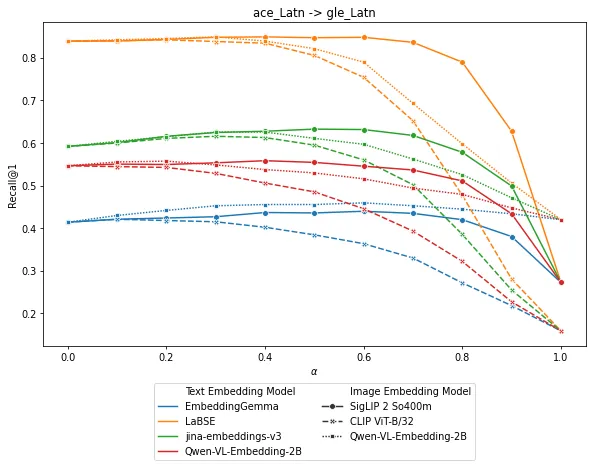 ace_Latn -> gle_Latn
Recall@1
0.8
0.7
0.6
0.5
0.4
0.3
0.2
0.0
0.2
0.4
0.6
0.8
1.0
α
Text Embedding Model
EmbeddingGemma
LaBSE
jina-embeddings-v3
Qwen-VL-Embedding-2B
Image Embedding Model
SigLIP 2 So400m
CLIP ViT-B/32
Qwen-VL-Embedding-2B